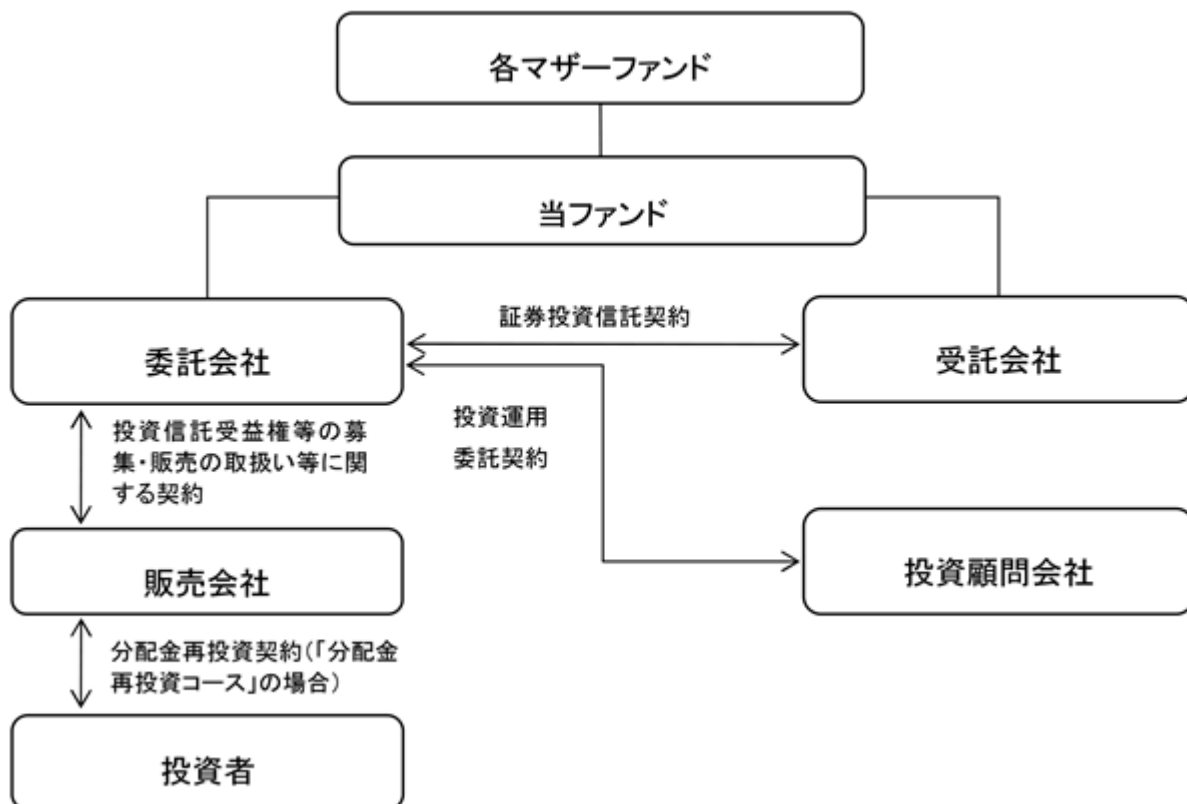 各マザーファンド
当ファンド
証券投資信託契約
委託会社
受託会社
投資運用
委託契約
投資信託受益権等の募
集・販売の取扱い等に関
する契約
販売会社
投資顧問会社
分配金再投資契約(「分配金
再投資コース」の場合)
投資者